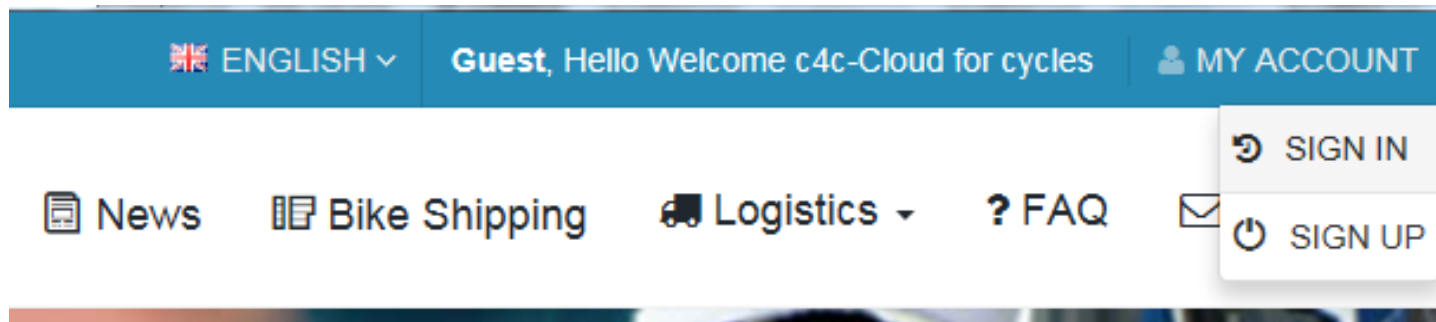 ENGLISH Guest, Hello Welcome c4c-Cloud for cycles MY ACCOUNT
SIGN IN
News Bike Shipping Logistics ? FAQ
SIGN UP